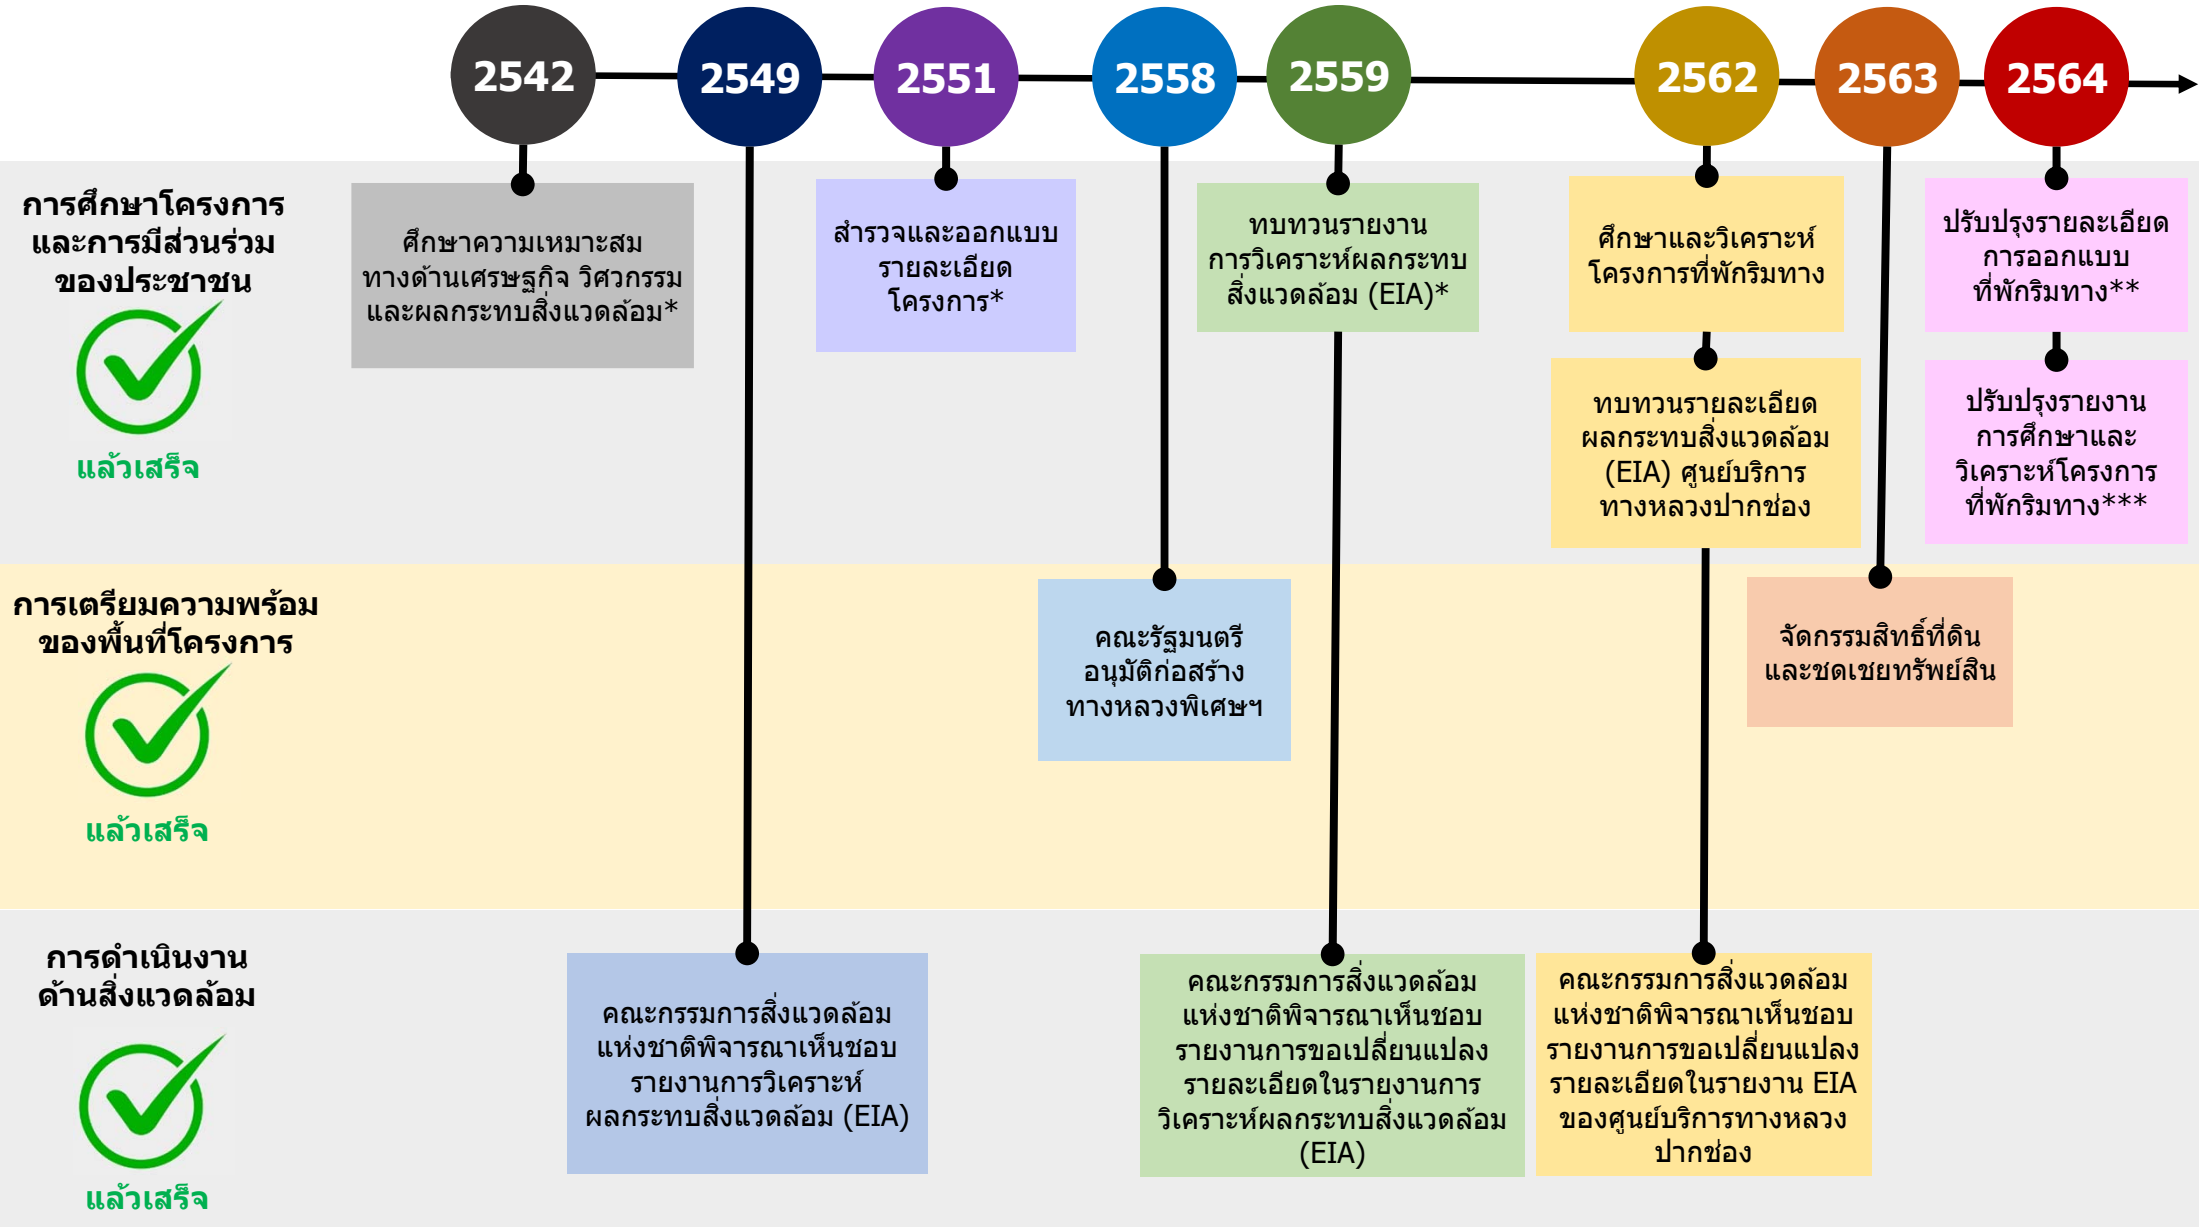 2542
2549
2551
2558
2559
2562
2563
2564
การศึกษาโครงการ
และการมีส่วนร่วม
ของประชาชน
แล้วเสร็จ
ศึกษาความเหมาะสม
ทางด้านเศรษฐกิจ วิศวกรรม
และผลกระทบสิ่งแวดล้อม*
สำรวจและออกแบบ
รายละเอียด
โครงการ*
ทบทวนรายงาน
การวิเคราะห์ผลกระทบ
สิ่งแวดล้อม (EIA)*
ศึกษาและวิเคราะห์
โครงการที่พักริมทาง
ทบทวนรายละเอียด
ผลกระทบสิ่งแวดล้อม
(EIA) ศูนย์บริการ
ทางหลวงปากช่อง
ปรับปรุงรายละเอียด
การออกแบบ
ที่พักริมทาง**
ปรับปรุงรายงาน
การศึกษาและ
วิเคราะห์โครงการ
ที่พักริมทาง***
การเตรียมความพร้อม
ของพื้นที่โครงการ
แล้วเสร็จ
คณะรัฐมนตรี
อนุมัติก่อสร้าง
ทางหลวงพิเศษฯ
จัดกรรมสิทธิ์ที่ดิน
และชดเชยทรัพย์สิน
การดำเนินงาน
ด้านสิ่งแวดล้อม
แล้วเสร็จ
คณะกรรมการสิ่งแวดล้อม
แห่งชาติพิจารณาเห็นชอบ
รายงานการวิเคราะห์
ผลกระทบสิ่งแวดล้อม (EIA)
คณะกรรมการสิ่งแวดล้อม
แห่งชาติพิจารณาเห็นชอบ
รายงานการขอเปลี่ยนแปลง
รายละเอียดในรายงานการ
วิเคราะห์ผลกระทบสิ่งแวดล้อม
(EIA)
คณะกรรมการสิ่งแวดล้อม
แห่งชาติพิจารณาเห็นชอบ
รายงานการขอเปลี่ยนแปลง
รายละเอียดในรายงาน EIA
ของศูนย์บริการทางหลวง
ปากช่อง